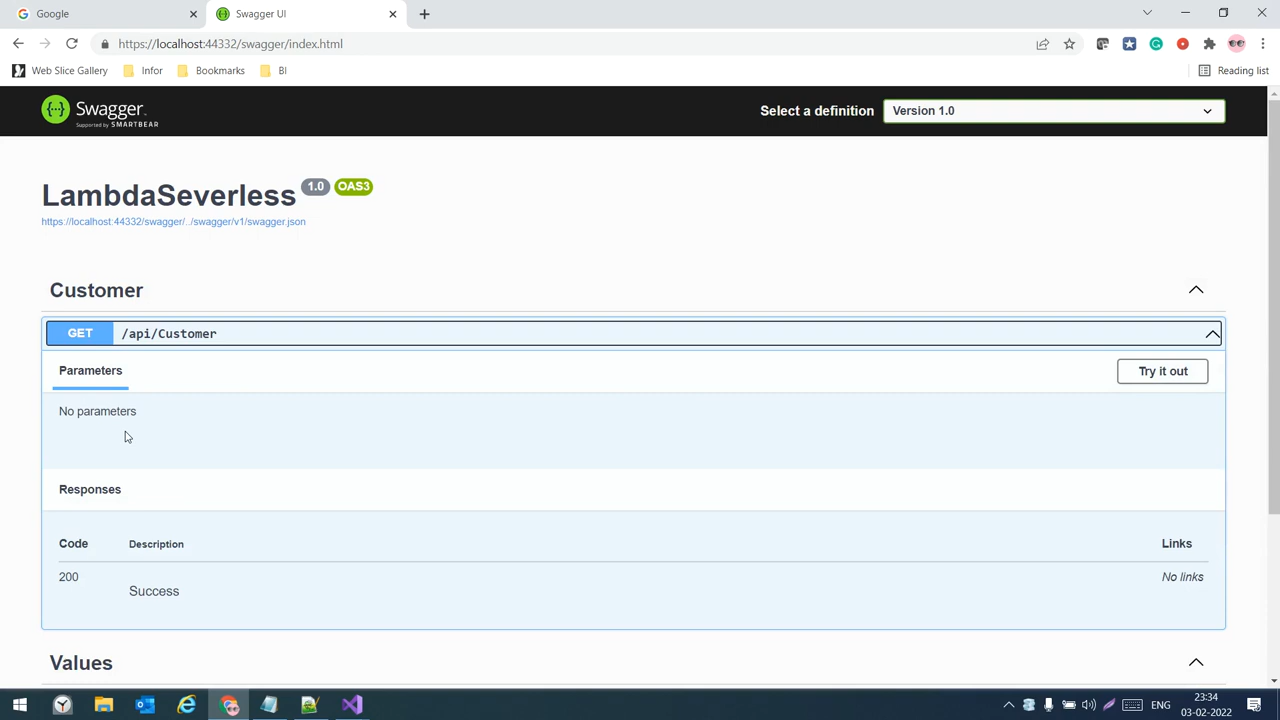 Google
Swagger UI
https://localhost:44332/swagger/index.html
Web Slice Gallery
Infor
Bookmarks
BI
Reading list
Swagger
Supported by SMARTBEAR
Select a definition
Version 1.0
LambdaSeverless 1.0 OAS3
https://localhost:44332/swagger/../swagger/v1/swagger.json
Customer
GET /api/Customer
Parameters
Try it out
No parameters
Responses
Code Description Links
200 Success No links
Values
ENG
23:34
03-02-2022